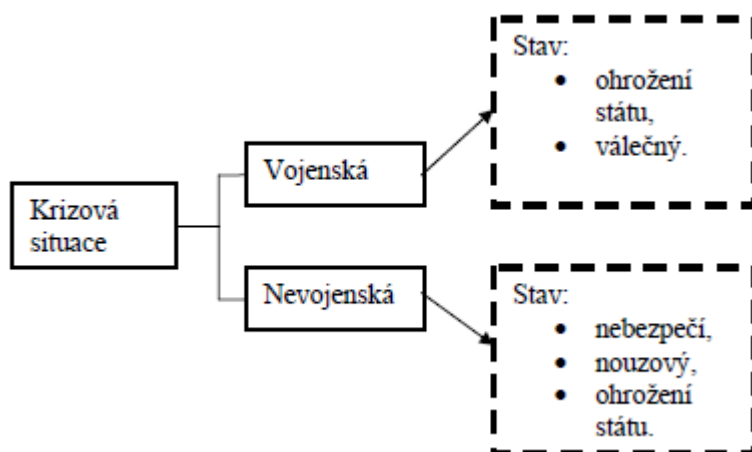 Krizová
situace
Vojenská
Nevojenská
Stav:
• ohrožení
státu,
• válečný.
Stav:
• nebezpečí,
• nouzový,
• ohrožení
státu.